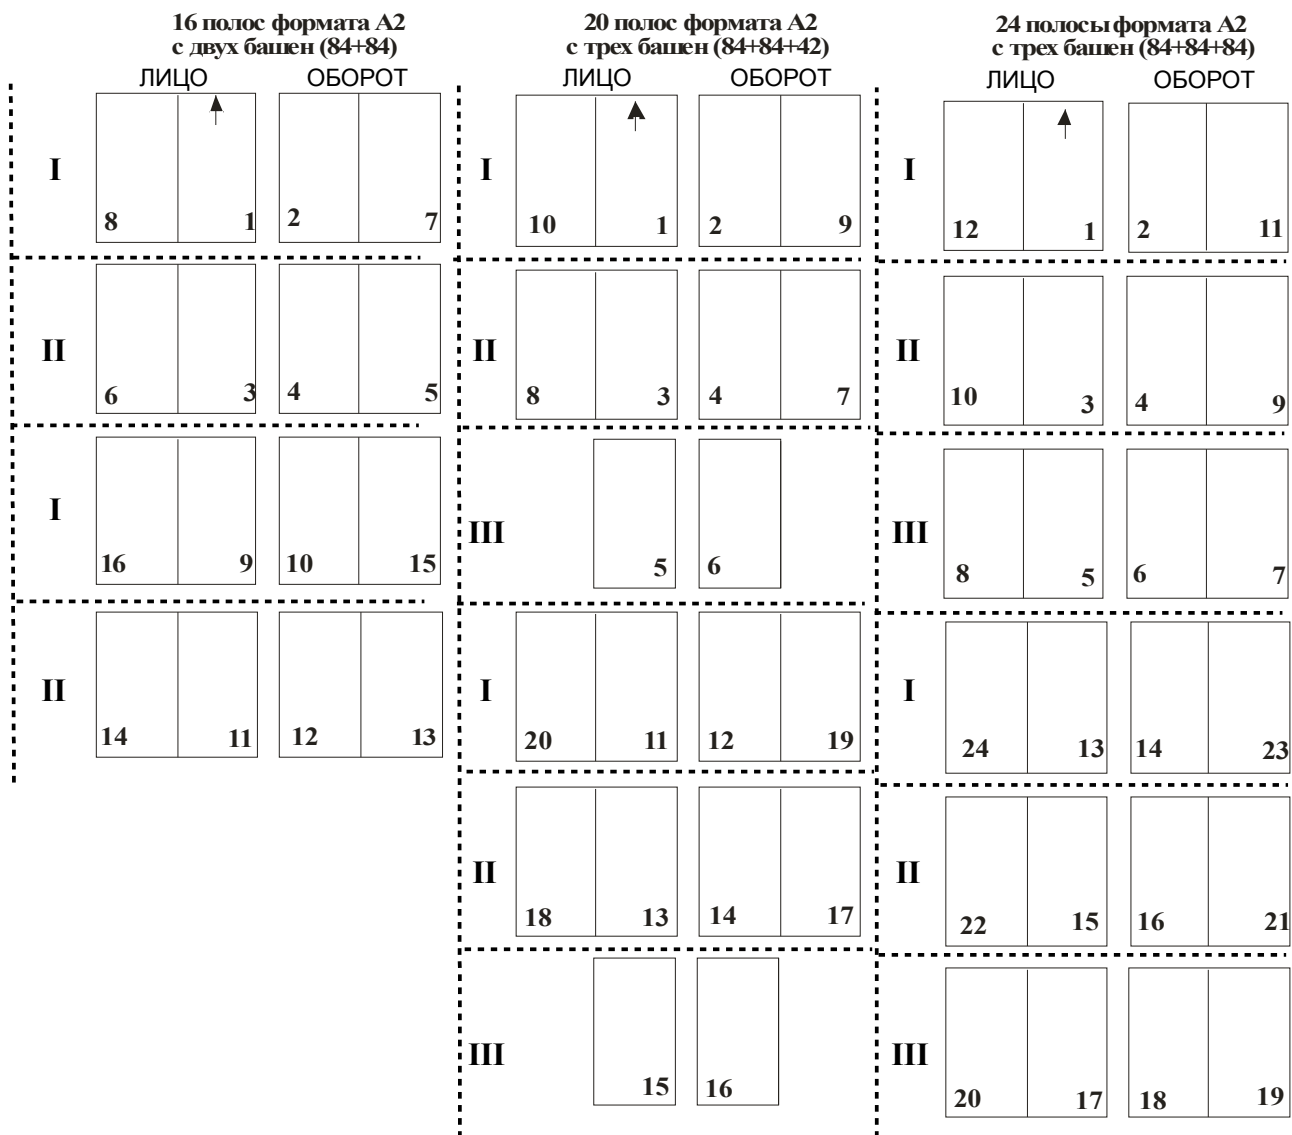 16 полос формата А2
с двух башен (84+84)
ЛИЦО ОБОРОТ
I
8 1 2 7
II
6 3 4 5
I
16 9 10 15
II
14 11 12 13
20 полос формата А2
с трех башен (84+84+42)
ЛИЦО ОБОРОТ
I
10 1 2 9
II
8 3 4 7
III
5 6
I
20 11 12 19
II
18 13 14 17
III
15 16
24 полосы формата А2
с трех башен (84+84+84)
ЛИЦО ОБОРОТ
I
12 1 2 11
II
10 3 4 9
III
8 5 6 7
I
24 13 14 23
II
22 15 16 21
III
20 17 18 19